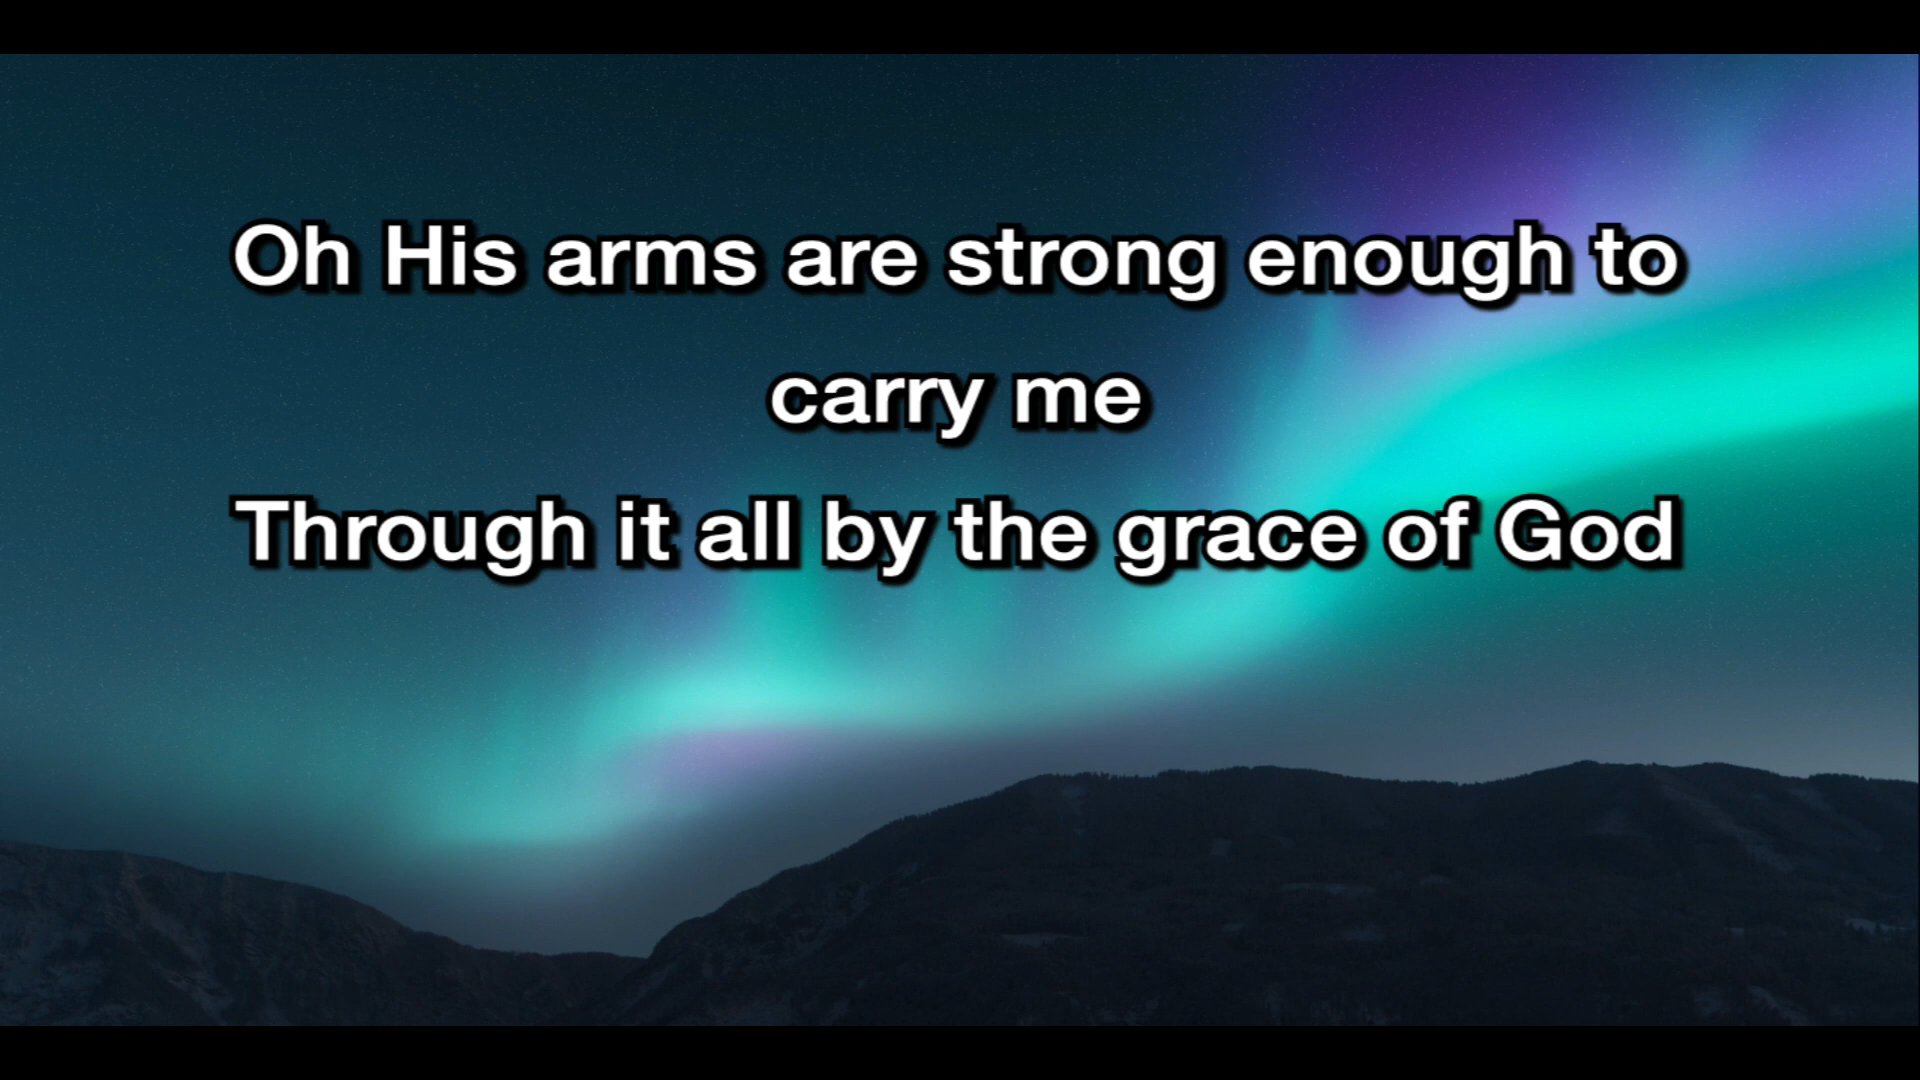 Oh His arms are strong enough to
carry me
Through it all by the grace of God